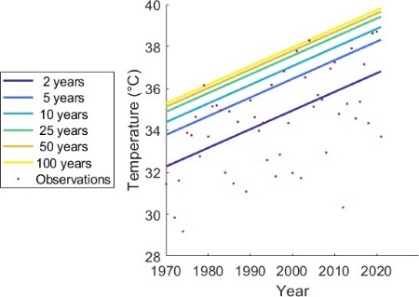 40
38
36
34
32
30
28
Temperature (°C)
1970 1980 1990 2000 2010 2020
Year
2 years
5 years
10 years
25 years
50 years
100 years
Observations